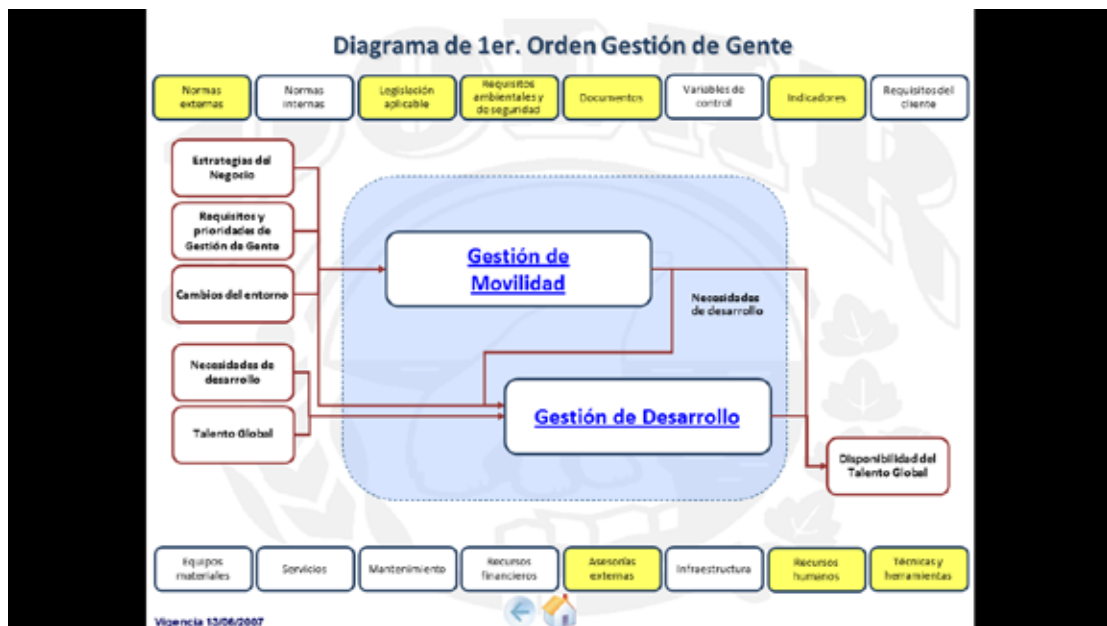 Diagrama de 1er. Orden Gestión de Gente
Normas
externas
Normas
internas
Legislación
aplicable
Requisitos
ambientales y
de seguridad
Documentos
Variables de
control
Indicadores
Requisitos del
cliente
Estrategias del
Negocio
Requisitos y
prioridades de
Gestión de Gente
Cambios del entorno
Necesidades de
desarrollo
Talento Global
Gestión de
Movilidad
Necesidades
de desarrollo
Gestión de Desarrollo
Disponibilidad del
Talento Global
Equipos
materiales
Servicios
Mantenimiento
Recursos
financieros
Asesorías
externas
Infraestructura
Recursos
humanos
Técnicas y
herramientas
Vigencia 13/06/2007